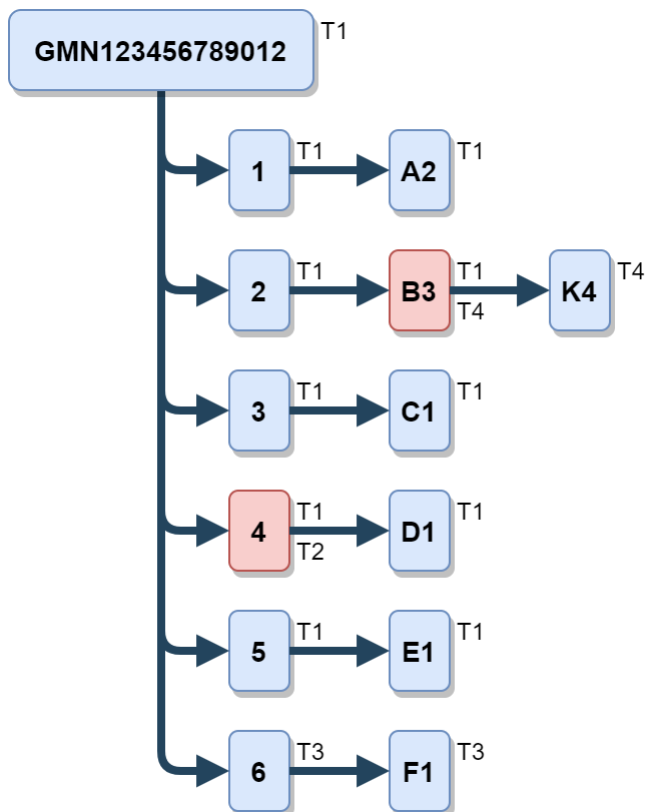 GMN123456789012 T1
1 T1 A2 T1
2 T1 B3 T1 K4 T4
T4
3 T1 C1 T1
4 T1 D1 T1
T2
5 T1 E1 T1
6 T3 F1 T3